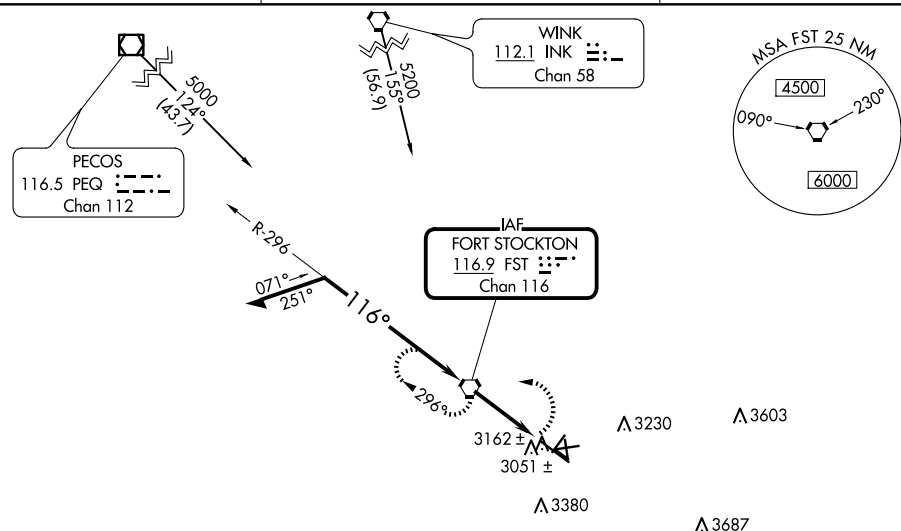 5000
124°
(43.7)
5200
155°
(56.9)
WINK
112.1 INK
Chan 58
MSA FST 25 NM
4500
090°
230°
6000
PECOS
116.5 PEQ
Chan 112
R-296
071°
251°
116°
IAF
FORT STOCKTON
116.9 FST
Chan 116
296°
3162 ±
3051 ±
3230
3603
3380
3687